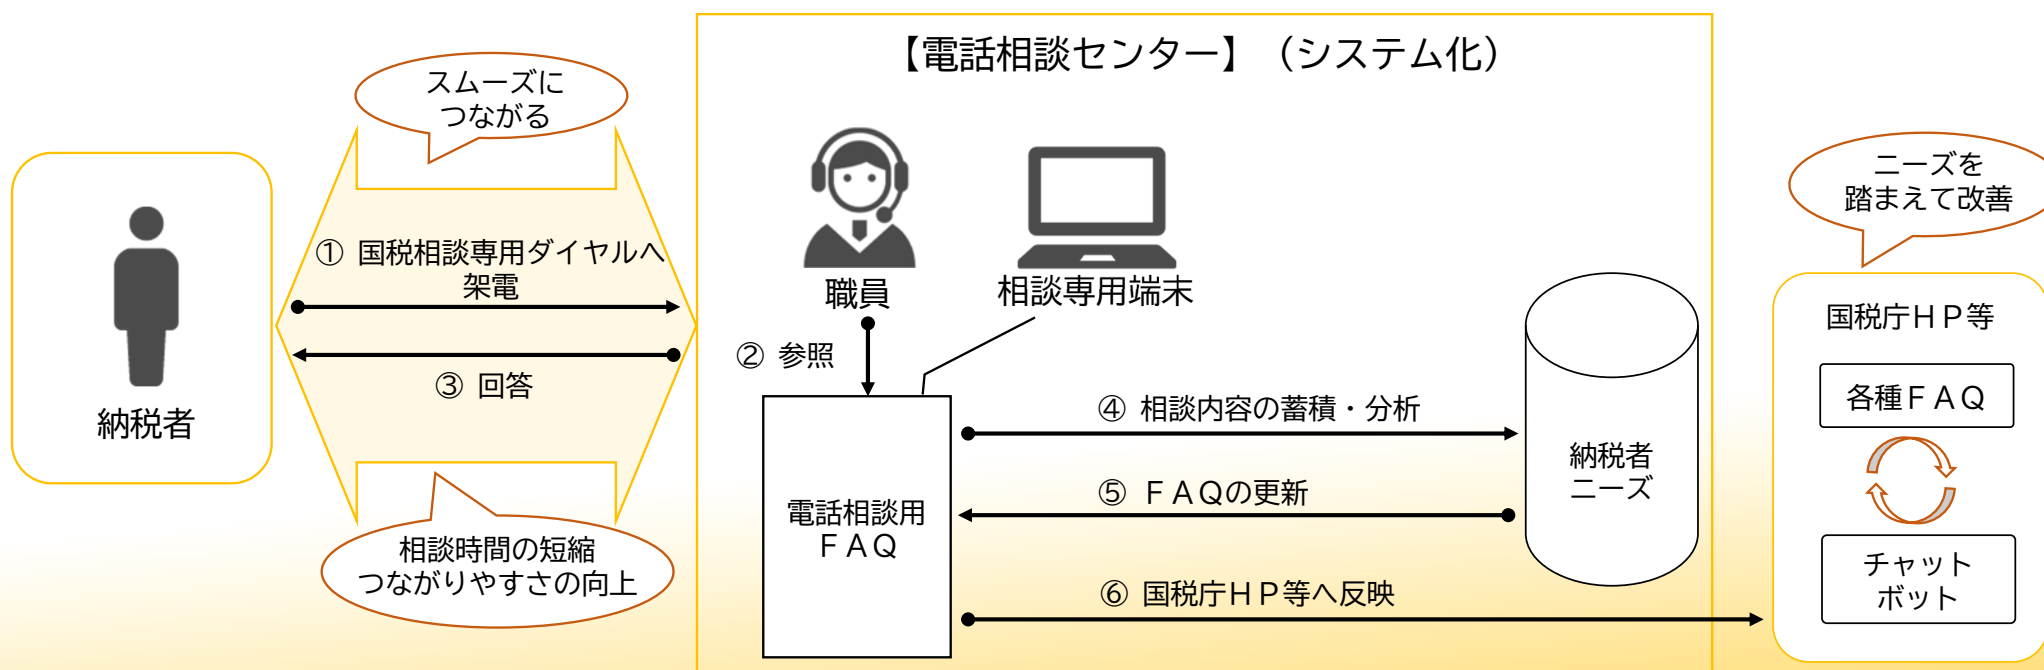 【電話相談センター】（システム化）
スムーズに
つながる
① 国税相談専用ダイヤルへ
架電
③ 回答
納税者
相談時間の短縮
つながりやすさの向上
職員
相談専用端末
② 参照
電話相談用
ＦＡＱ
④ 相談内容の蓄積・分析
⑤ ＦＡＱの更新
⑥ 国税庁ＨＰ等へ反映
納税者
ニーズ
ニーズを
踏まえて改善
国税庁ＨＰ等
各種ＦＡＱ
チャット
ボット